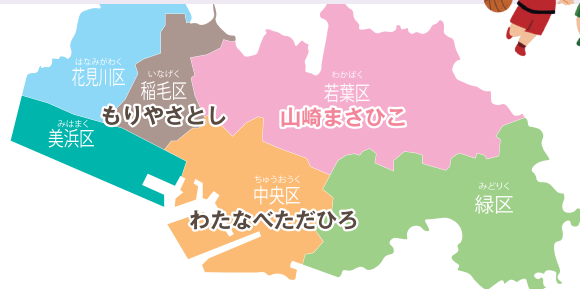 はなみがわく
花見川区
いなげく
稲毛区
わかばく
若葉区
もりやさとし
山崎まさひこ
みはまく
美浜区
ちゅうおうく
中央区
みどりく
緑区
わたなべただひろ